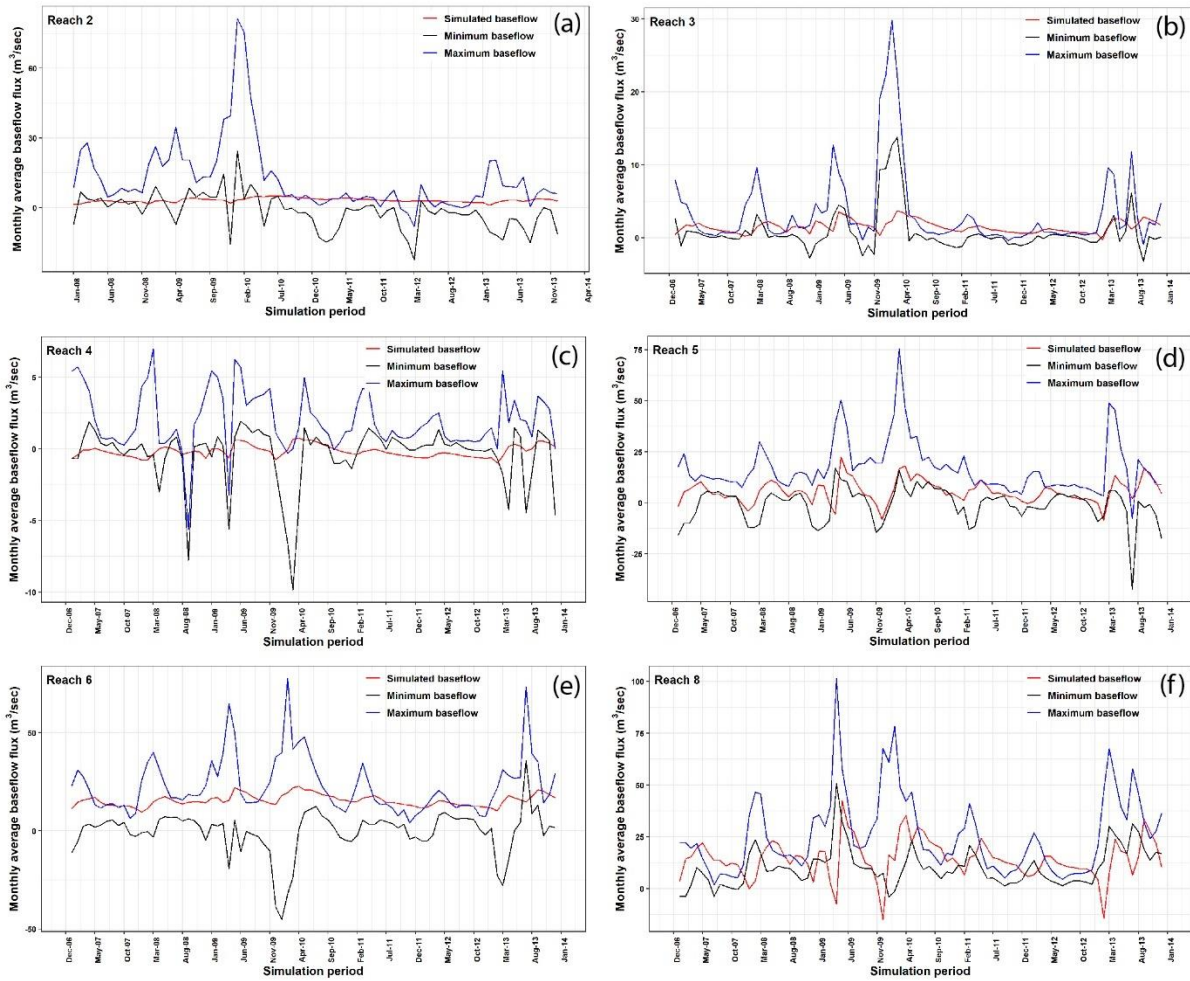 Reach 2
(a)
Simulated baseflow
Minimum baseflow
Maximum baseflow
Monthly average baseflow flux (m³/sec)
60
30
0
Jan-08 Jun-08 Nov-08 Apr-09 Sep-09 Feb-10 Jul-10 Dec-10 May-11 Oct-11 Mar-12 Aug-12 Jan-13 Jun-13 Nov-13 Apr-14
Simulation period
Reach 3
(b)
Simulated baseflow
Minimum baseflow
Maximum baseflow
Monthly average baseflow flux (m³/sec)
30
20
10
0
Dec-06 May-07 Oct-07 Mar-08 Aug-08 Jan-09 Jun-09 Nov-09 Apr-10 Sep-10 Feb-11 Jul-11 Dec-11 May-12 Oct-12 Mar-13 Aug-13 Jan-14
Simulation period
Reach 4
(c)
Simulated baseflow
Minimum baseflow
Maximum baseflow
Monthly average baseflow flux (m³/sec)
5
0
-5
-10
Dec-06 May-07 Oct-07 Mar-08 Aug-08 Jan-09 Jun-09 Nov-09 Apr-10 Sep-10 Feb-11 Jul-11 Dec-11 May-12 Oct-12 Mar-13 Aug-13 Jan-14
Simulation period
Reach 5
(d)
Simulated baseflow
Minimum baseflow
Maximum baseflow
Monthly average baseflow flux (m³/sec)
75
50
25
0
-25
Dec-06 May-07 Oct-07 Mar-08 Aug-08 Jan-09 Jun-09 Nov-09 Apr-10 Sep-10 Feb-11 Jul-11 Dec-11 May-12 Oct-12 Mar-13 Aug-13 Jan-14
Simulation period
Reach 6
(e)
Simulated baseflow
Minimum baseflow
Maximum baseflow
Monthly average baseflow flux (m³/sec)
50
0
-50
Dec-06 May-07 Oct-07 Mar-08 Aug-08 Jan-09 Jun-09 Nov-09 Apr-10 Sep-10 Feb-11 Jul-11 Dec-11 May-12 Oct-12 Mar-13 Aug-13 Jan-14
Simulation period
Reach 8
(f)
Simulated baseflow
Minimum baseflow
Maximum baseflow
Monthly average baseflow flux (m³/sec)
100
75
50
25
0
Dec-06 May-07 Oct-07 Mar-08 Aug-08 Jan-09 Jun-09 Nov-09 Apr-10 Sep-10 Feb-11 Jul-11 Dec-11 May-12 Oct-12 Mar-13 Aug-13 Jan-14
Simulation period